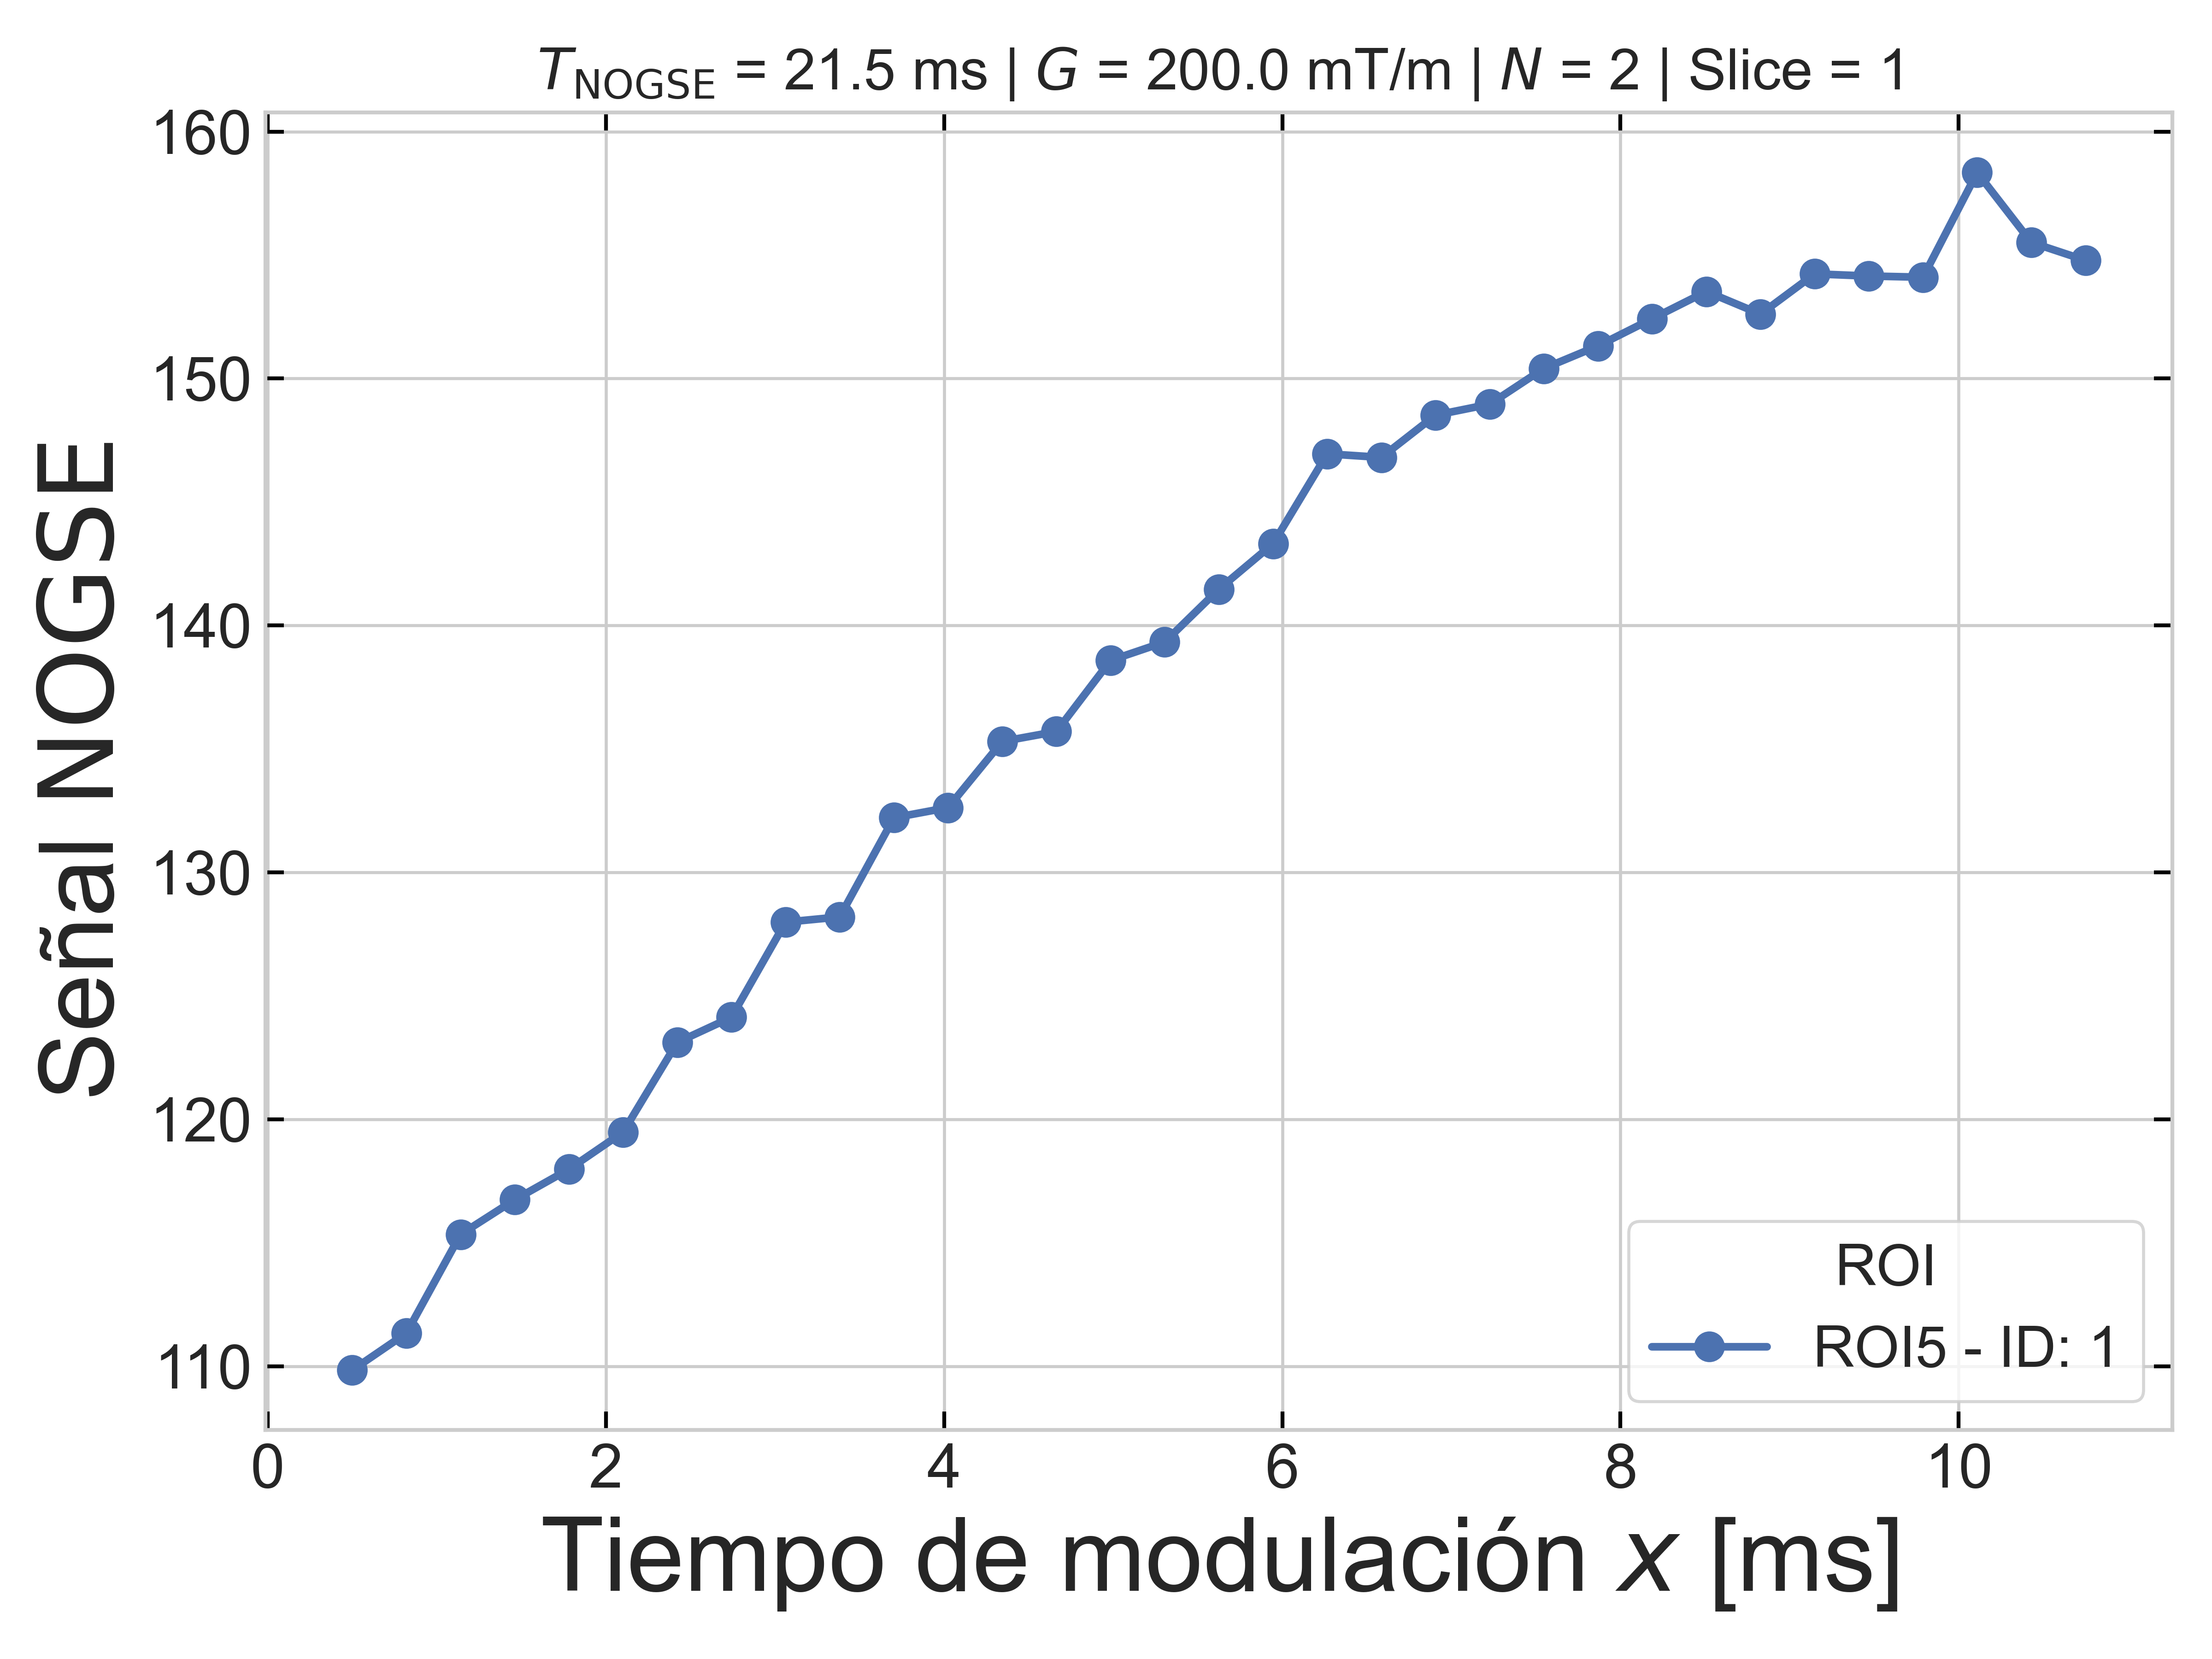 T_NOGSE = 21.5 ms | G = 200.0 mT/m | N = 2 | Slice = 1
160
150
140
130
120
110
Señal NOGSE
0 2 4 6 8 10
Tiempo de modulación x [ms]
ROI
ROI5 - ID: 1